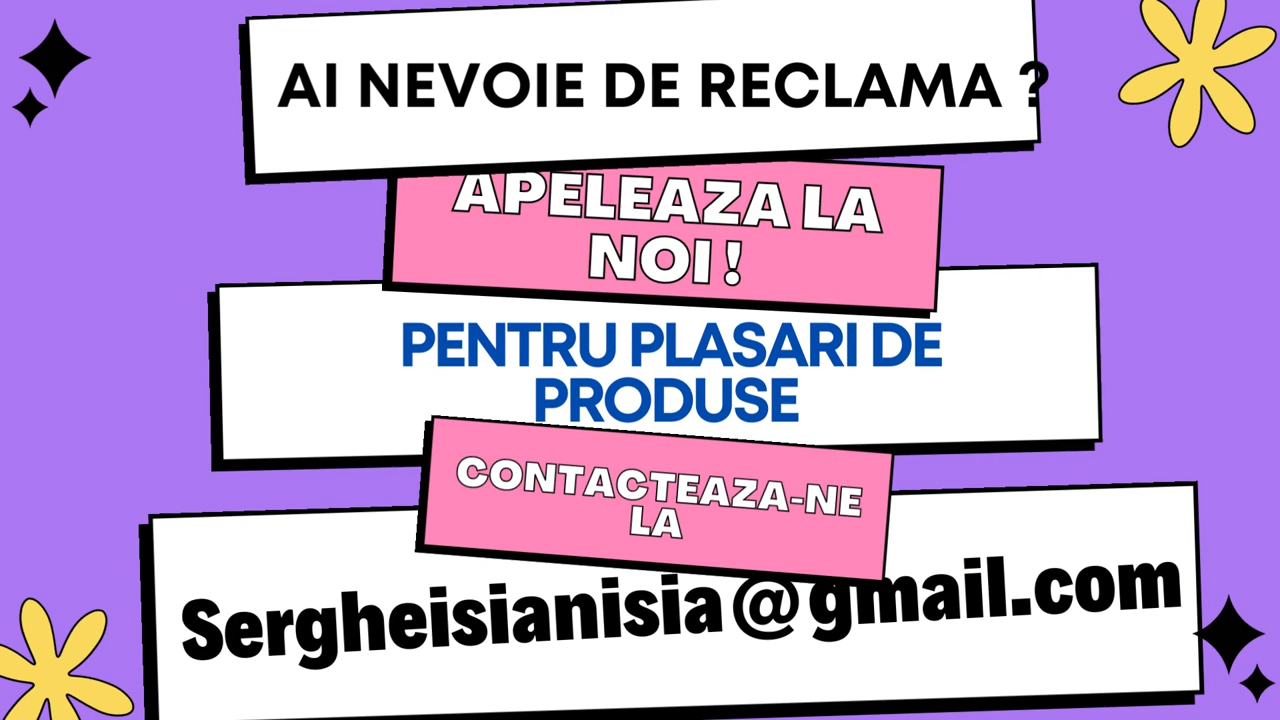 AI NEVOIE DE RECLAMA ?
APELEAZA LA
NOI !
PENTRU PLASARI DE
PRODUSE
CONTACTEAZA-NE
LA
Sergheisianisia@gmail.com